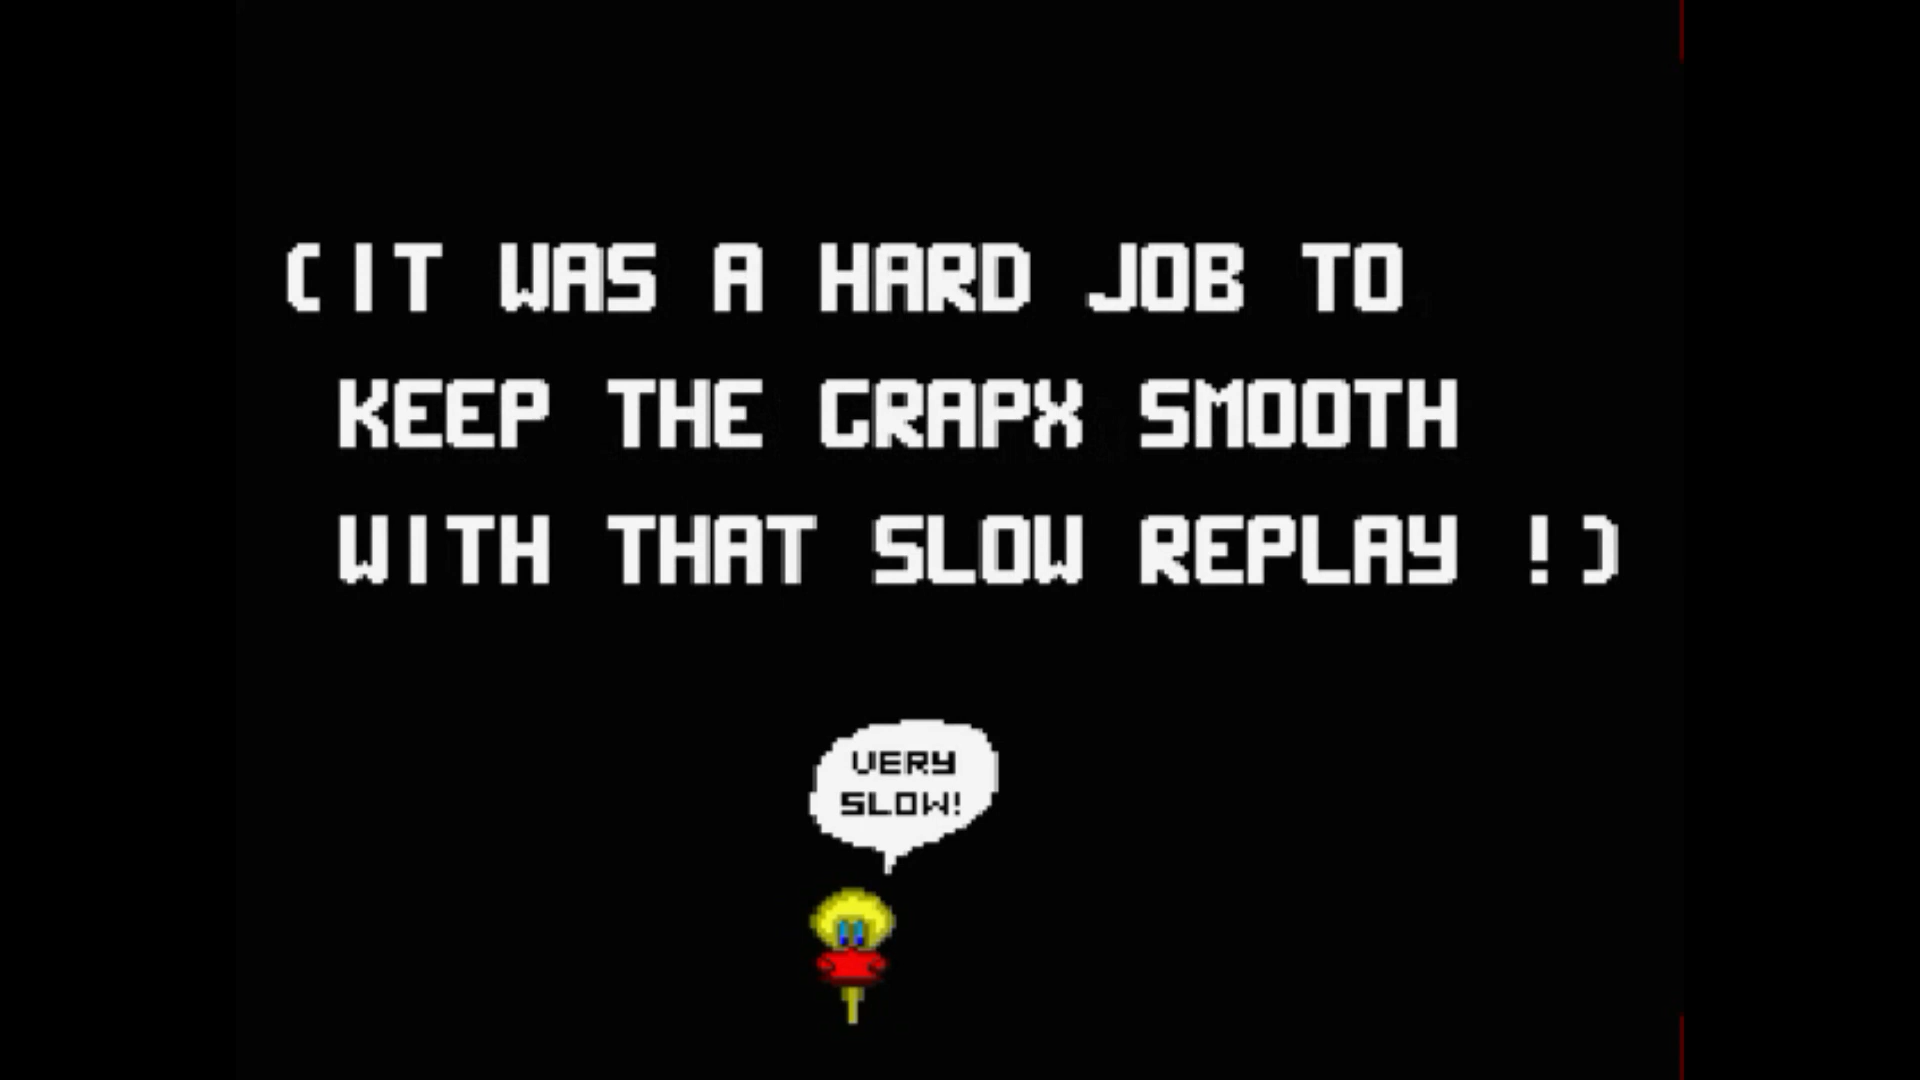 (IT WAS A HARD JOB TO
KEEP THE GRAPX SMOOTH
WITH THAT SLOW REPLAY !)
VERY
SLOW!